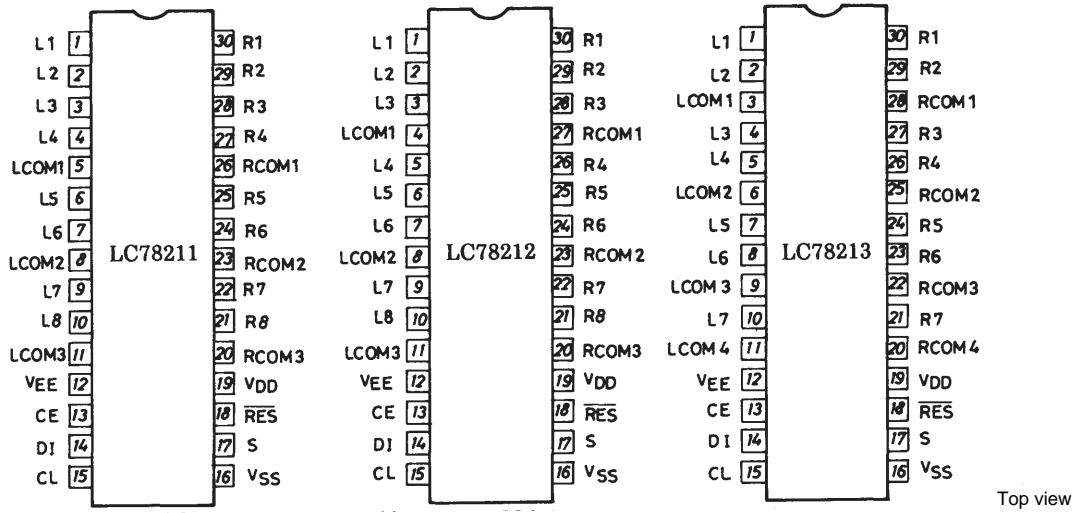 L1 1 30 R1 L1 1 30 R1 L1 1 30 R1
L2 2 29 R2 L2 2 29 R2 L2 2 29 R2
L3 3 28 R3 L3 3 28 R3 LCOM1 3 28 RCOM1
L4 4 27 R4 LCOM1 4 27 RCOM1 L3 4 27 R3
LCOM1 5 26 RCOM1 L4 5 26 R4 L4 5 26 R4
L5 6 25 R5 L5 6 25 R5 LCOM2 6 25 RCOM2
L6 7 24 R6 L6 7 24 R6 L5 7 24 R5
LCOM2 8 LC78211 23 RCOM2 LCOM2 8 LC78212 23 RCOM2 L6 8 LC78213 23 R6
L7 9 22 R7 L7 9 22 R7 LCOM3 9 22 RCOM3
L8 10 21 R8 L8 10 21 R8 L7 10 21 R7
LCOM3 11 20 RCOM3 LCOM3 11 20 RCOM3 LCOM4 11 20 RCOM4
VEE 12 19 VDD VEE 12 19 VDD VEE 12 19 VDD
CE 13 18 RES CE 13 18 RES CE 13 18 RES
DI 14 17 S DI 14 17 S DI 14 17 S
CL 15 16 VSS CL 15 16 VSS CL 15 16 VSS
Top view